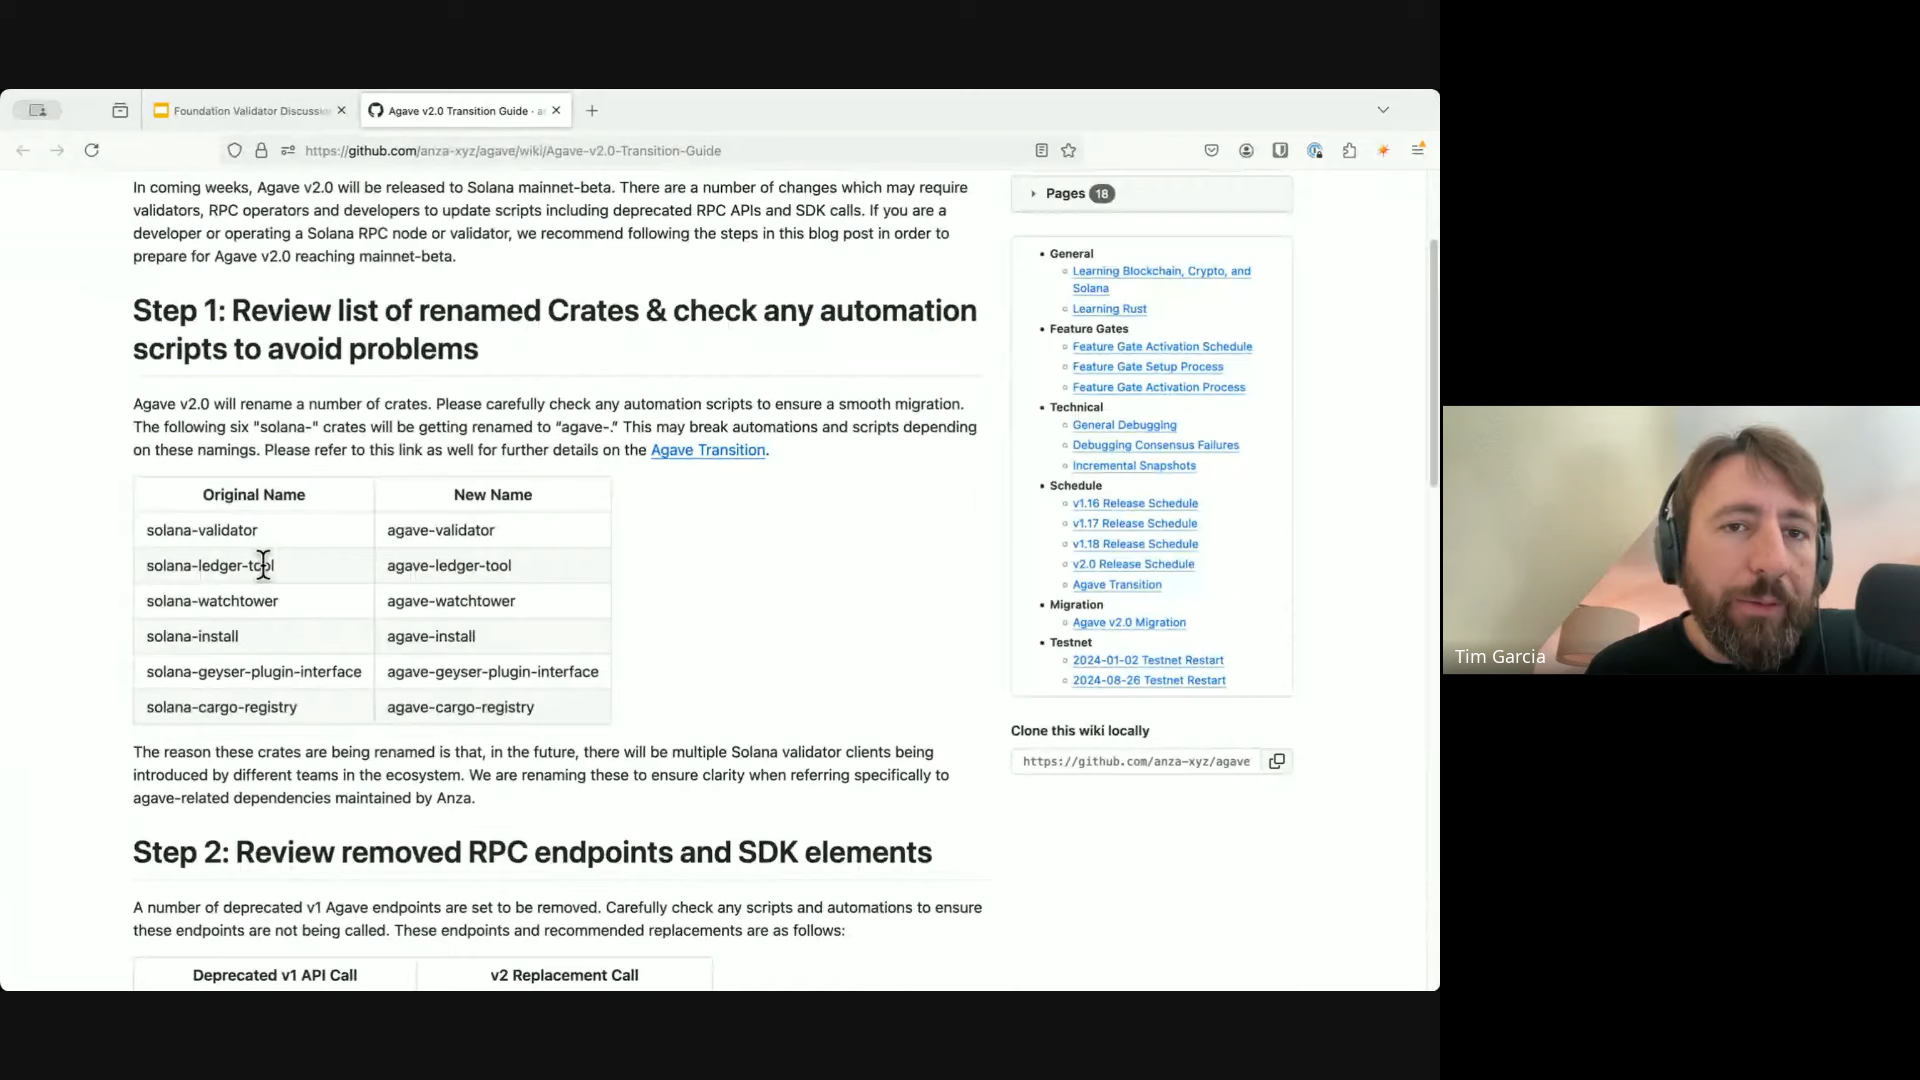 Foundation Validator Discussi
Agave v2.0 Transition Guide · a
https://github.com/anza-xyz/agave/wiki/Agave-v2.0-Transition-Guide
In coming weeks, Agave v2.0 will be released to Solana mainnet-beta. There are a number of changes which may require
validators, RPC operators and developers to update scripts including deprecated RPC APIs and SDK calls. If you are a
developer or operating a Solana RPC node or validator, we recommend following the steps in this blog post in order to
prepare for Agave v2.0 reaching mainnet-beta.
Step 1: Review list of renamed Crates & check any automation
scripts to avoid problems
Agave v2.0 will rename a number of crates. Please carefully check any automation scripts to ensure a smooth migration.
The following six "solana-" crates will be getting renamed to “agave-.” This may break automations and scripts depending
on these namings. Please refer to this link as well for further details on the Agave Transition.
Original Name New Name
solana-validator agave-validator
solana-ledger-tool agave-ledger-tool
solana-watchtower agave-watchtower
solana-install agave-install
solana-geyser-plugin-interface agave-geyser-plugin-interface
solana-cargo-registry agave-cargo-registry
The reason these crates are being renamed is that, in the future, there will be multiple Solana validator clients being
introduced by different teams in the ecosystem. We are renaming these to ensure clarity when referring specifically to
agave-related dependencies maintained by Anza.
Step 2: Review removed RPC endpoints and SDK elements
A number of deprecated v1 Agave endpoints are set to be removed. Carefully check any scripts and automations to ensure
these endpoints are not being called. These endpoints and recommended replacements are as follows:
Deprecated v1 API Call v2 Replacement Call
Pages 18
General
Learning Blockchain, Crypto, and
Solana
Learning Rust
Feature Gates
Feature Gate Activation Schedule
Feature Gate Setup Process
Feature Gate Activation Process
Technical
General Debugging
Debugging Consensus Failures
Incremental Snapshots
Schedule
v1.16 Release Schedule
v1.17 Release Schedule
v1.18 Release Schedule
v2.0 Release Schedule
Agave Transition
Migration
Agave v2.0 Migration
Testnet
2024-01-02 Testnet Restart
2024-08-26 Testnet Restart
Clone this wiki locally
https://github.com/anza-xyz/agave
Tim Garcia